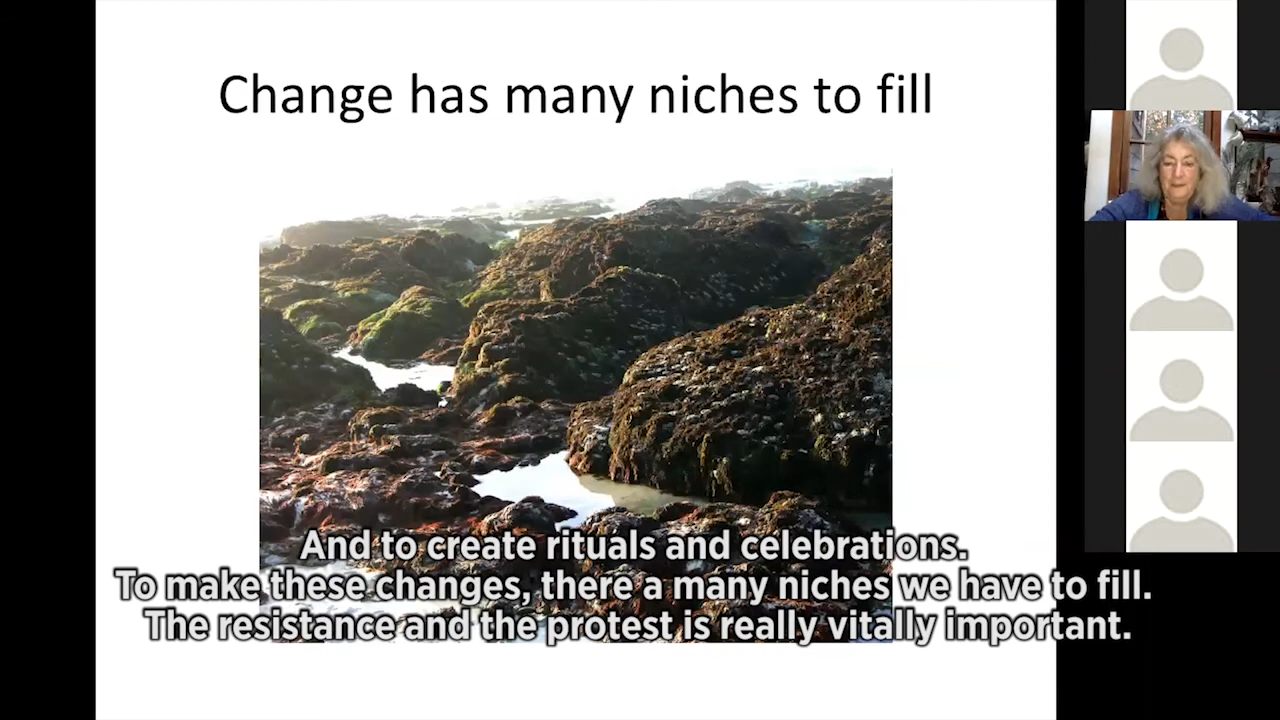 Change has many niches to fill
And to create rituals and celebrations.
To make these changes, there a many niches we have to fill.
The resistance and the protest is really vitally important.